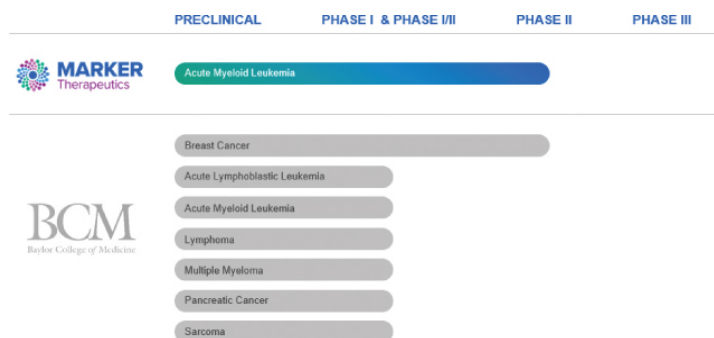 PRECLINICAL PHASE I & PHASE I/II PHASE II PHASE III
MARKER
Therapeutics
Acute Myeloid Leukemia
Breast Cancer
Acute Lymphoblastic Leukemia
Acute Myeloid Leukemia
BCM
Baylor College of Medicine
Lymphoma
Multiple Myeloma
Pancreatic Cancer
Sarcoma